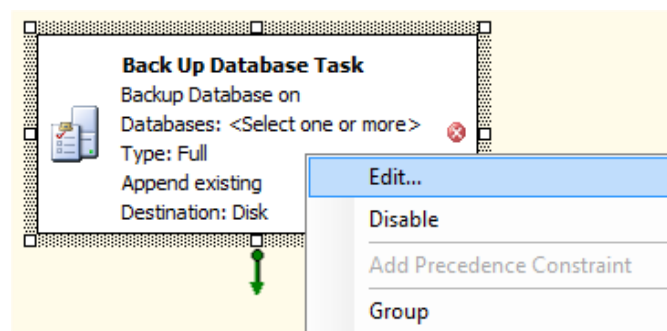 Back Up Database Task
Backup Database on
Databases: <Select one or more>
Type: Full
Append existing
Destination: Disk
Edit...
Disable
Add Precedence Constraint
Group